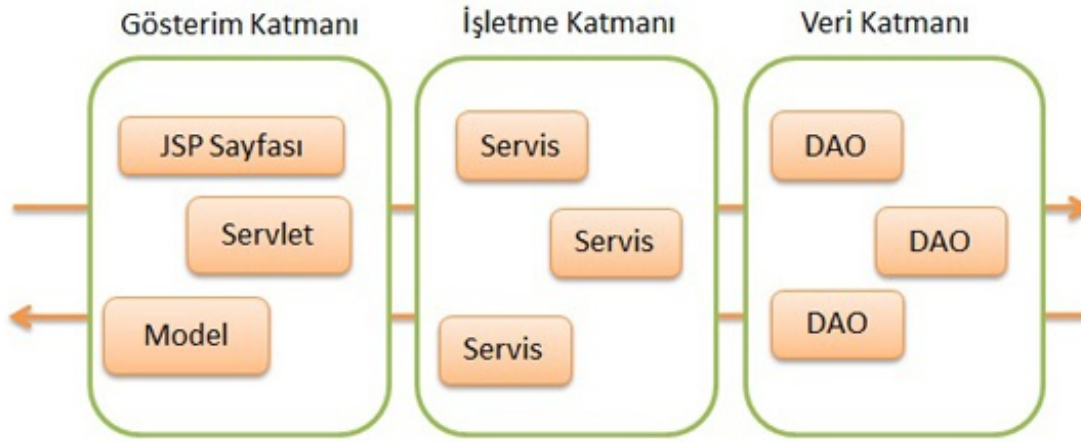 Gösterim Katmanı
İşletme Katmanı
Veri Katmanı
JSP Sayfası
Servlet
Model
Servis
Servis
Servis
DAO
DAO
DAO